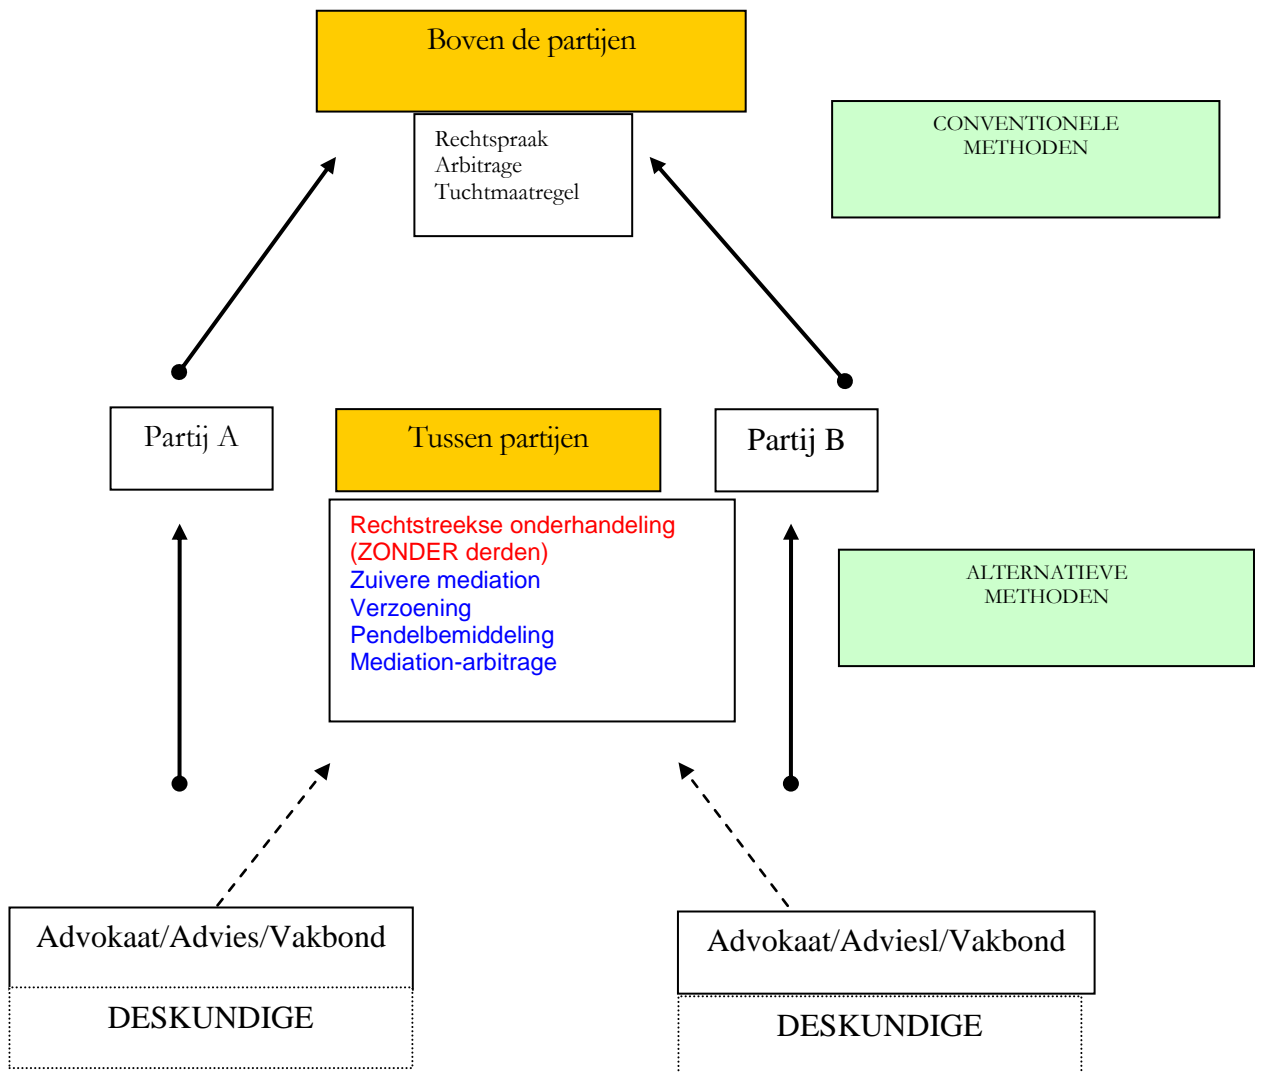 Boven de partijen
Rechtspraak
Arbitrage
Tuchtmaatregel
CONVENTIONELE
METHODEN
Partij A
Tussen partijen
Partij B
Rechtstreekse onderhandeling
(ZONDER derden)
Zuivere mediation
Verzoening
Pendelbemiddeling
Mediation-arbitrage
ALTERNATIEVE
METHODEN
Advokaat/Advies/Vakbond
DESKUNDIGE
Advokaat/Adviesl/Vakbond
DESKUNDIGE